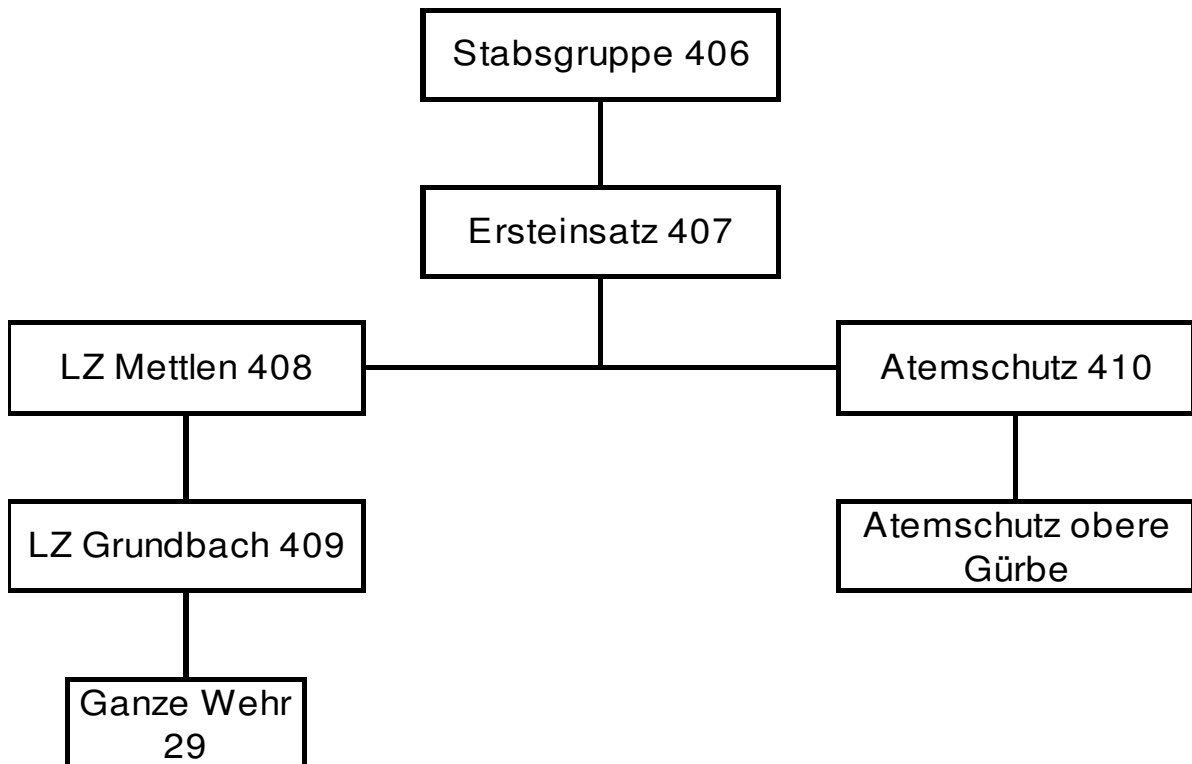 Stabsgruppe 406
Ersteinsatz 407
LZ Mettlen 408
Atemschutz 410
LZ Grundbach 409
Atemschutz obere
Gürbe
Ganze Wehr
29